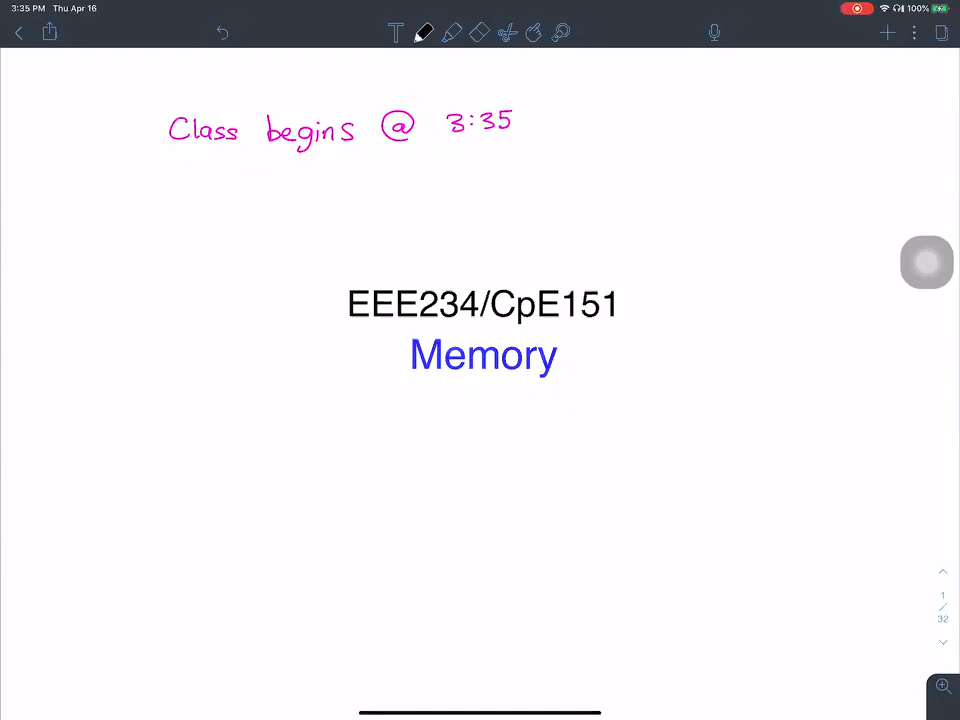 3:35 PM Thu Apr 16
100%
T
Class begins @ 3:35
EEE234/CpE151
Memory
1
/
32